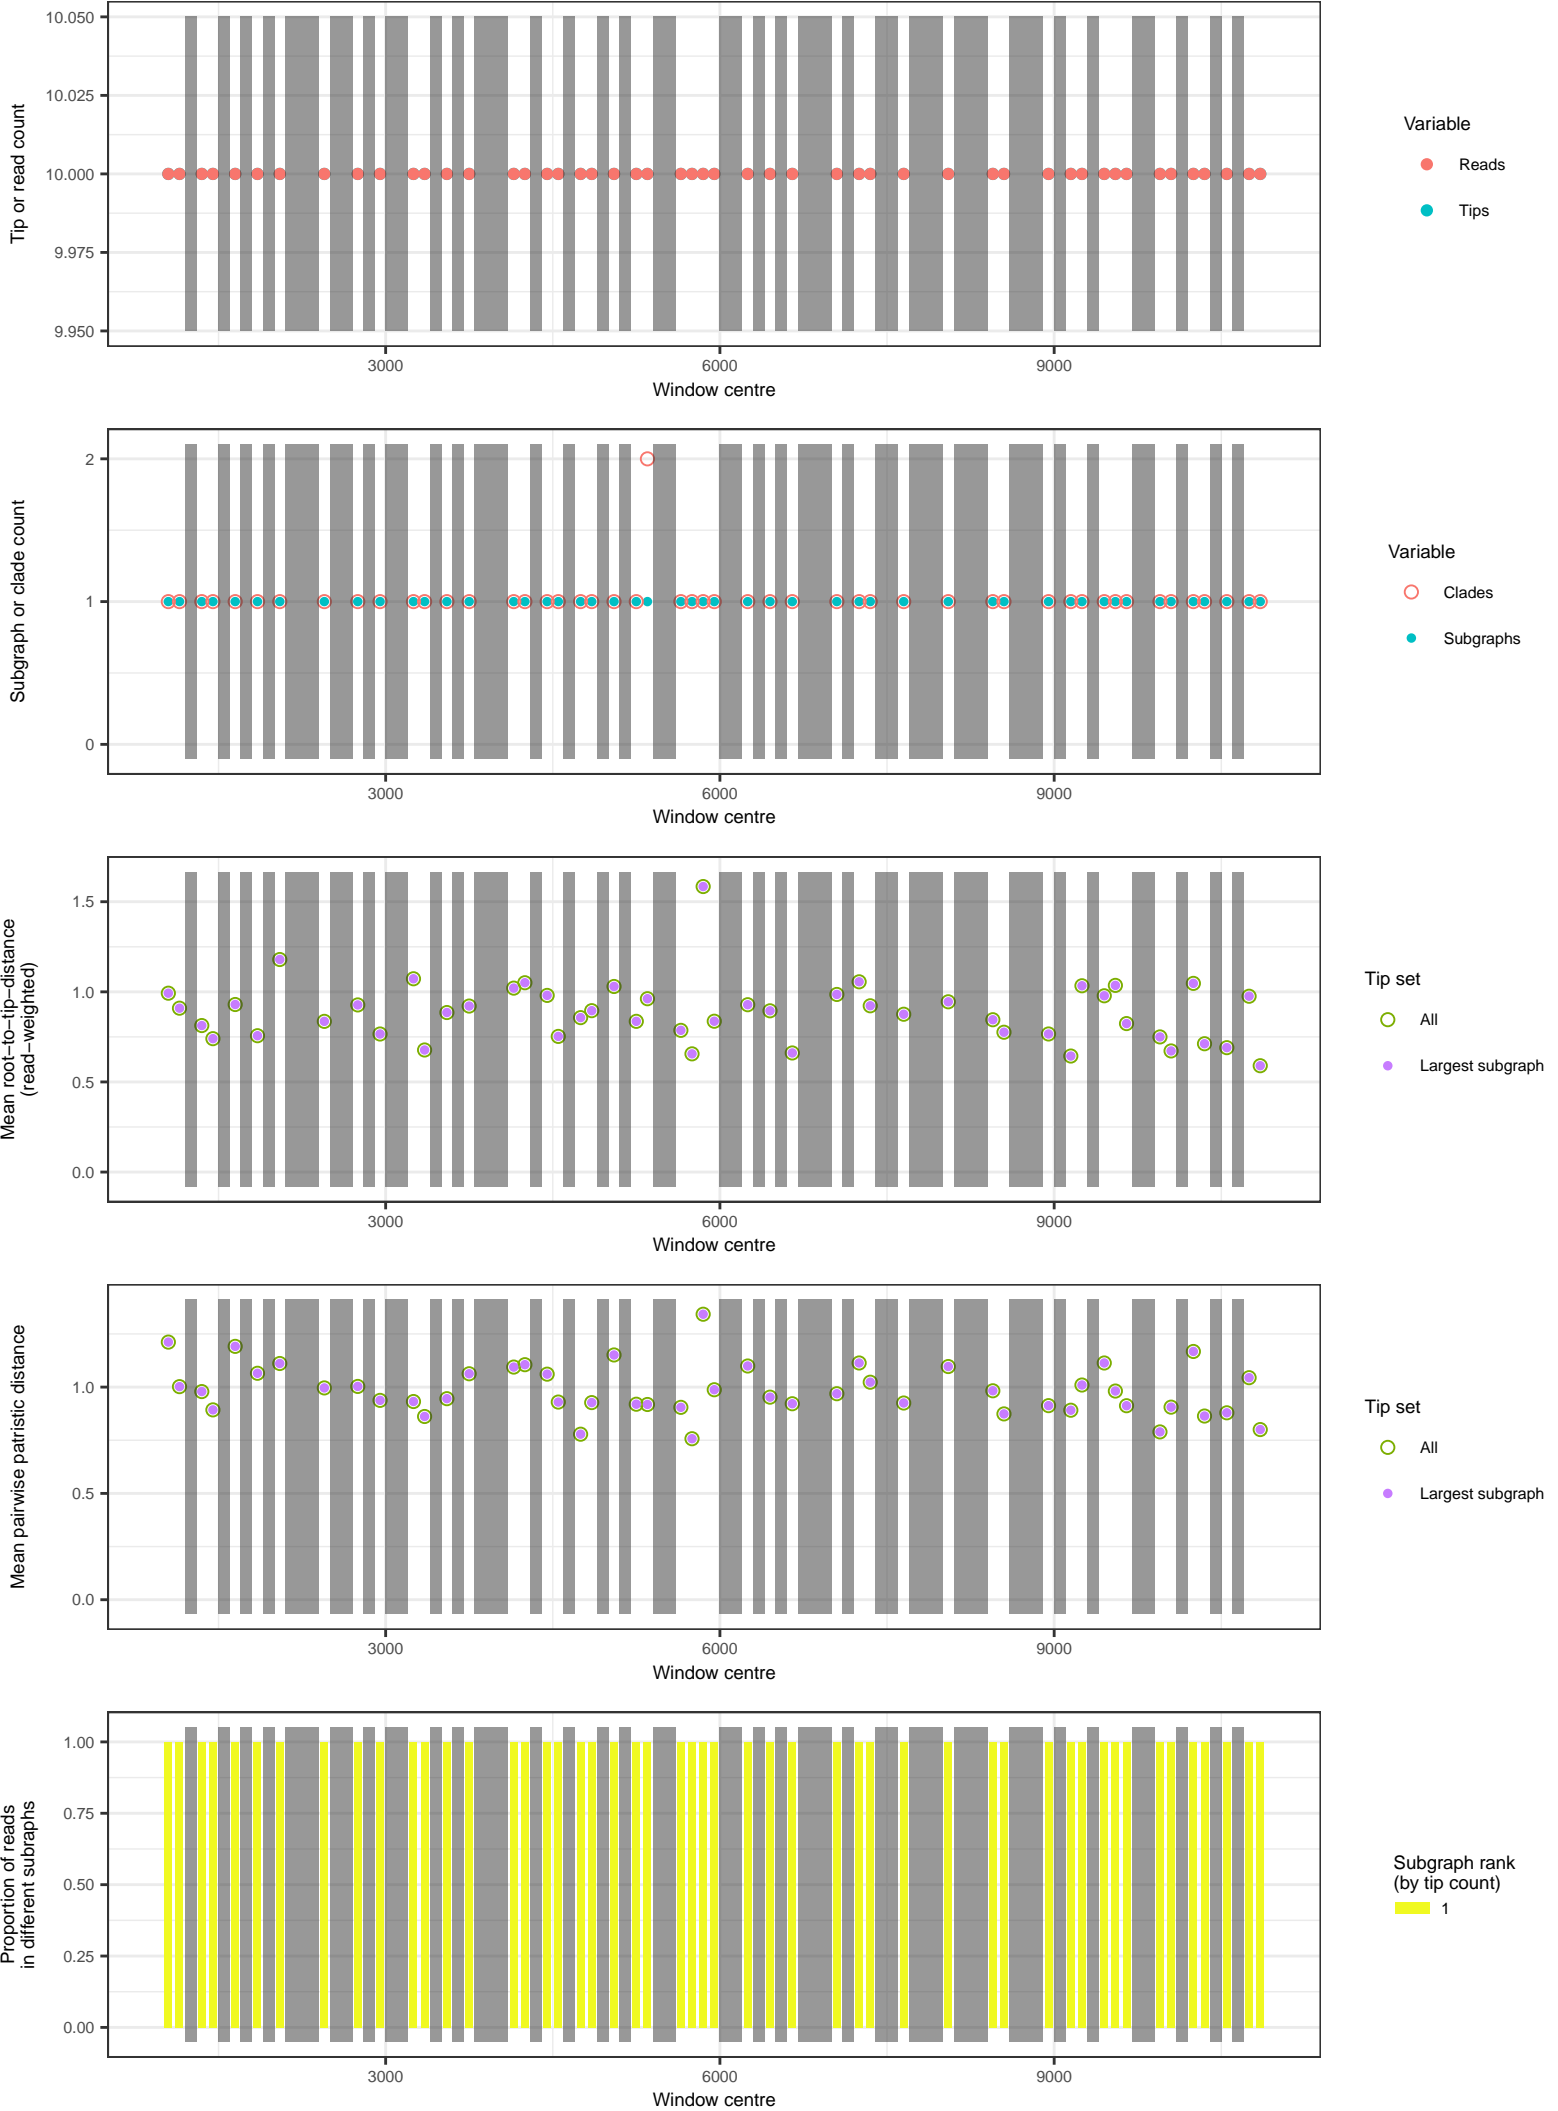 10.050
10.025
10.000
9.975
9.950
Tip or read count
3000
6000
9000
Window centre
Variable
Reads
Tips
2
1
0
Subgraph or clade count
3000
6000
9000
Window centre
Variable
Clades
Subgraphs
1.5
1.0
0.5
0.0
Mean root−to−tip−distance
(read−weighted)
3000
6000
9000
Window centre
Tip set
All
Largest subgraph
1.0
0.5
0.0
Mean pairwise patristic distance
3000
6000
9000
Window centre
Tip set
All
Largest subgraph
1.00
0.75
0.50
0.25
0.00
Proportion of reads
in different subraphs
3000
6000
9000
Window centre
Subgraph rank
(by tip count)
1